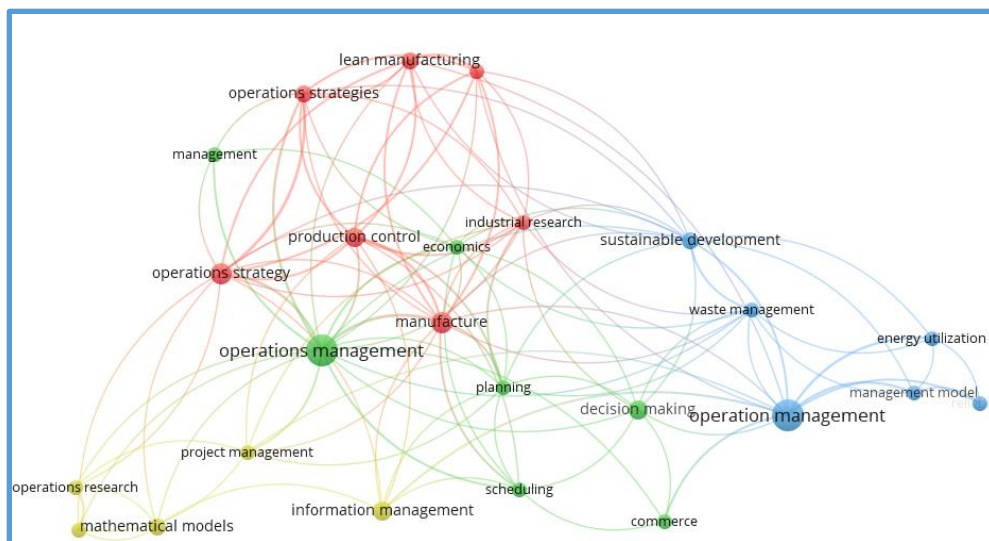 lean manufacturing
operations strategies
management
industrial research
production control
economics
sustainable development
operations strategy
waste management
manufacture
energy utilization
operations management
planning
management model
decision making
operation management
project management
operations research
scheduling
information management
commerce
mathematical models